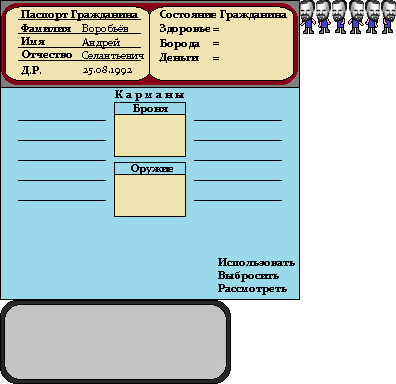 Паспорт Гражданина
Фамилия Воробьёв
Имя Андрей
Отчество Селантьевич
Д.Р. 25.08.1992
Состояние Гражданина
Здоровье =
Борода =
Деньги =
Карманы
Броня
Оружие
Использовать
Выбросить
Рассмотреть